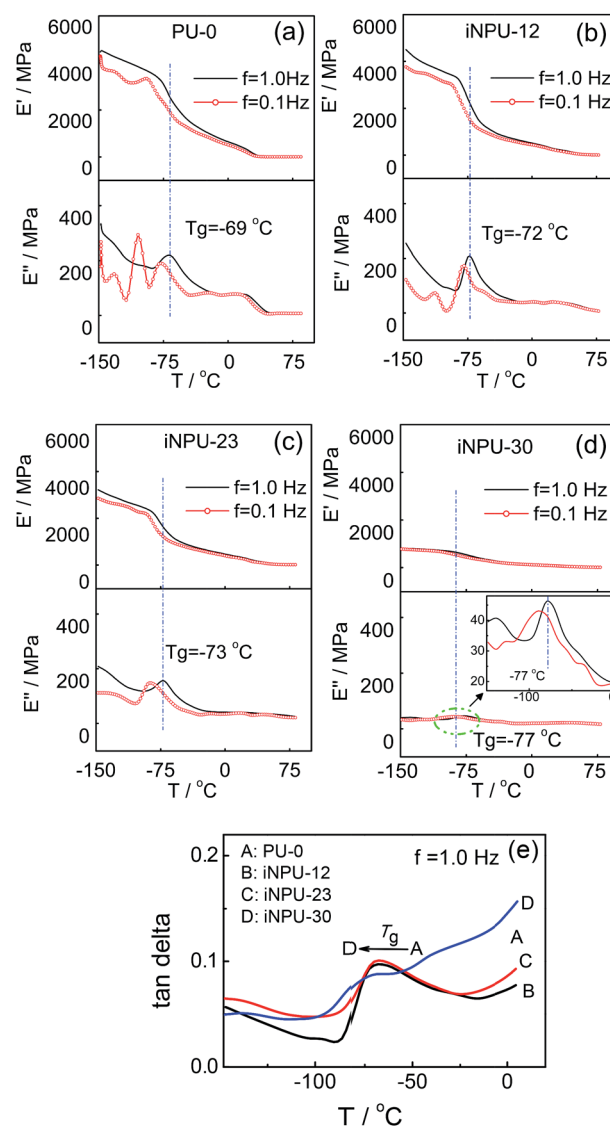 (a)
PU-0
f=1.0Hz
f=0.1Hz
E' / MPa
6000
4000
2000
0
Tg=-69 °C
E" / MPa
400
200
0
-150
-75
0
75
T / °C
(b)
iNPU-12
f=1.0 Hz
f=0.1 Hz
E' / MPa
6000
4000
2000
0
Tg=-72 °C
E" / MPa
400
200
0
-150
-75
0
75
T / °C
(c)
iNPU-23
f=1.0 Hz
f=0.1 Hz
E' / MPa
6000
4000
2000
0
Tg=-73 °C
E" / MPa
400
200
0
-150
-75
0
75
T / °C
(d)
iNPU-30
f=1.0 Hz
f=0.1 Hz
E' / MPa
6000
4000
2000
0
40
30
20
-77 °C
-100
0
Tg=-77 °C
E" / MPa
400
200
0
-150
-75
0
75
T / °C
(e)
A: PU-0
B: iNPU-12
C: iNPU-23
D: iNPU-30
f =1.0 Hz
Tg
D
A
D
A
C
B
tan delta
0.2
0.1
0.0
-100
-50
0
T / °C